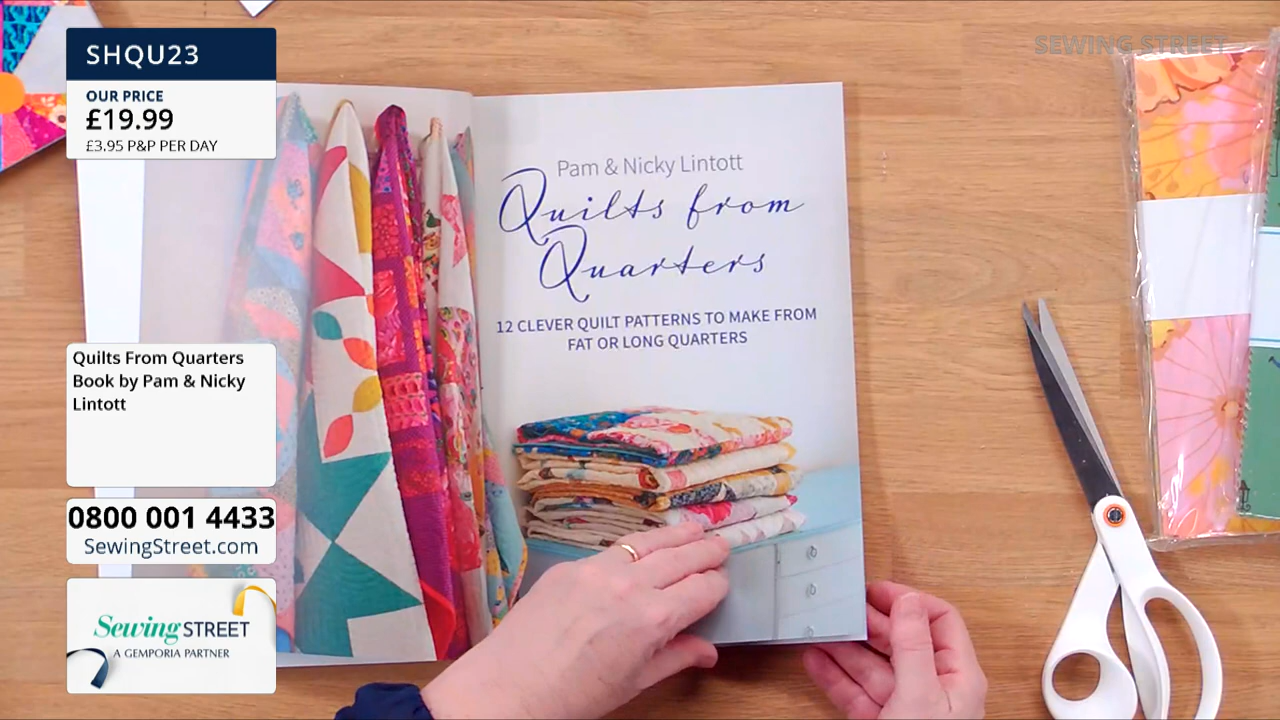 SHQU23
OUR PRICE
£19.99
£3.95 P&P PER DAY
Quilts From Quarters
Book by Pam & Nicky
Lintott
0800 001 4433
SewingStreet.com
Sewing STREET
A GEMPORIA PARTNER
SEWING STREET
Pam & Nicky Lintott
Quilts from
Quarters
12 CLEVER QUILT PATTERNS TO MAKE FROM
FAT OR LONG QUARTERS